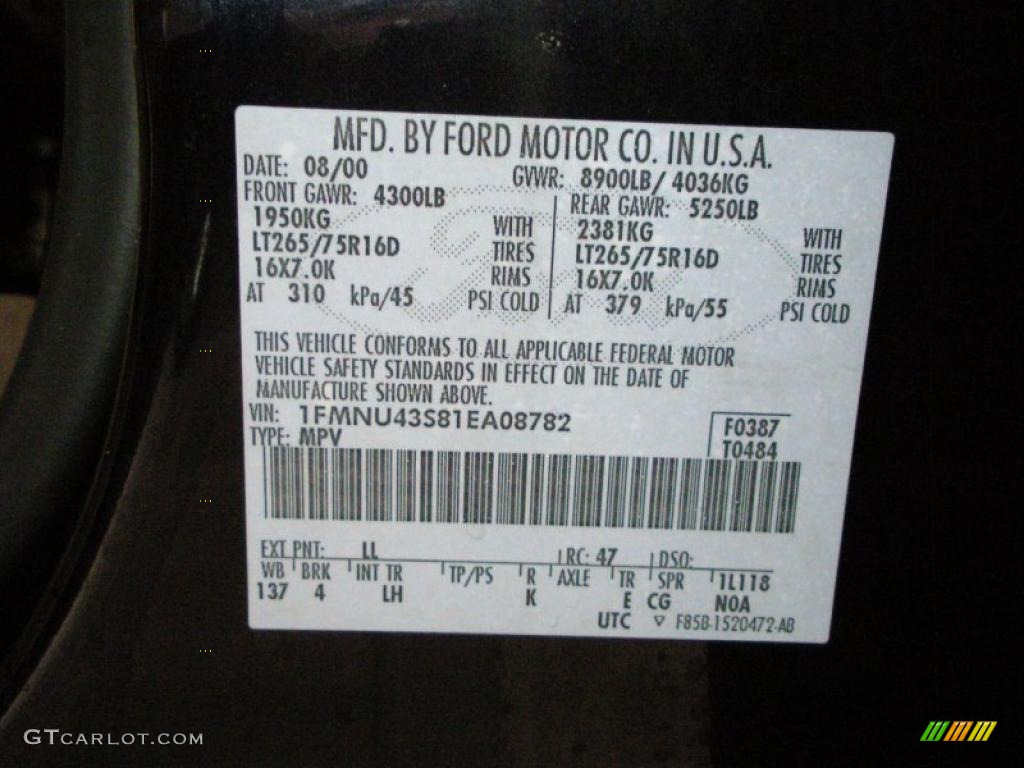 MFD. BY FORD MOTOR CO. IN U.S.A.
DATE: 08/00 GVWR: 8900LB/ 4036KG
FRONT GAWR: 4300LB REAR GAWR: 5250LB
1950KG WITH 2381KG WITH
LT265/75R16D TIRES LT265/75R16D TIRES
16X7.0K RIMS 16X7.0K RIMS
AT 310 kPa/45 PSI COLD AT 379 kPa/55 PSI COLD
THIS VEHICLE CONFORMS TO ALL APPLICABLE FEDERAL MOTOR
VEHICLE SAFETY STANDARDS IN EFFECT ON THE DATE OF
MANUFACTURE SHOWN ABOVE.
VIN: 1FMNU43S81EA08782 F0387
TYPE: MPV T0484
EXT PNT: LL RC: 47 DSO:
WB BRK INT TR TP/PS R AXLE TR SPR 1L118
137 4 LH K E CG N0A
UTC ▽ F85B-1520472-AB
GTCARLOT.COM